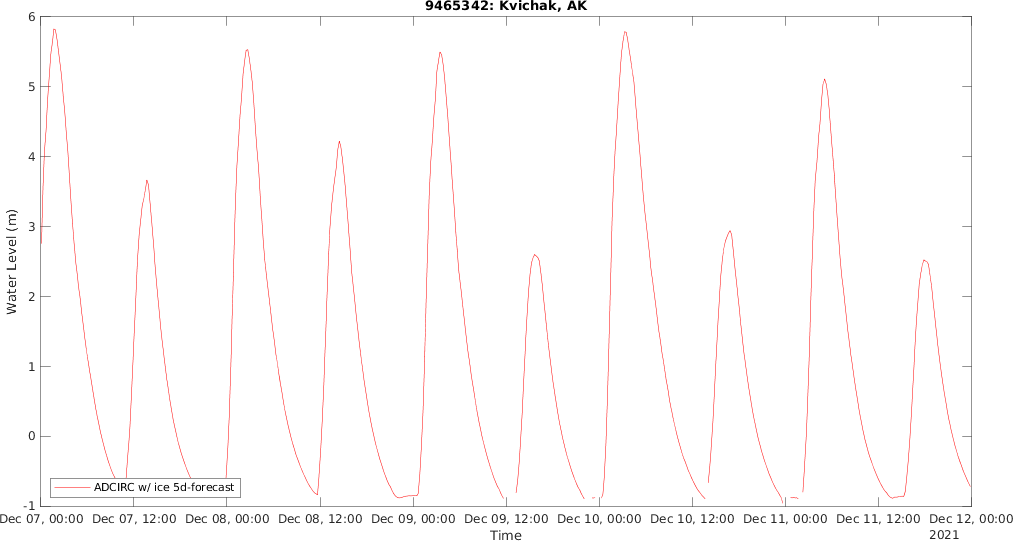 9465342: Kvichak, AK
6
5
4
3
2
1
0
-1
Water Level (m)
ADCIRC w/ ice 5d-forecast
Dec 07, 00:00 Dec 07, 12:00 Dec 08, 00:00 Dec 08, 12:00 Dec 09, 00:00 Dec 09, 12:00 Dec 10, 00:00 Dec 10, 12:00 Dec 11, 00:00 Dec 11, 12:00 Dec 12, 00:00
Time
2021